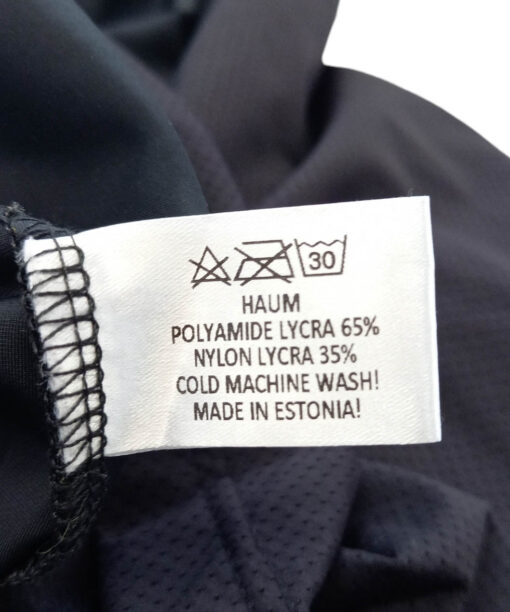 30
HAUM
POLYAMIDE LYCRA 65%
NYLON LYCRA 35%
COLD MACHINE WASH!
MADE IN ESTONIA!